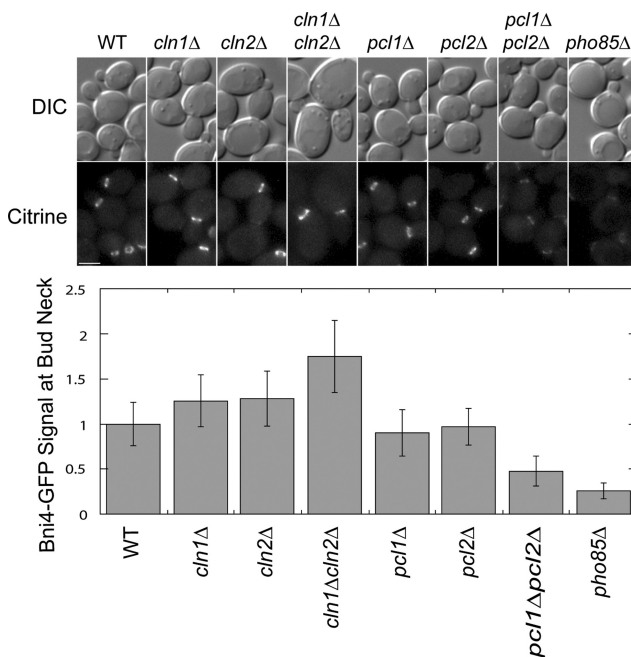 cln1Δ pcl1Δ
WT cln1Δ cln2Δ cln2Δ pcl1Δ pcl2Δ pcl2Δ pho85Δ
DIC
Citrine
Bni4-GFP Signal at Bud Neck
2.5
2
1.5
1
0.5
0
WT
cln1Δ
cln2Δ
cln1Δcln2Δ
pcl1Δ
pcl2Δ
pcl1Δpcl2Δ
pho85Δ